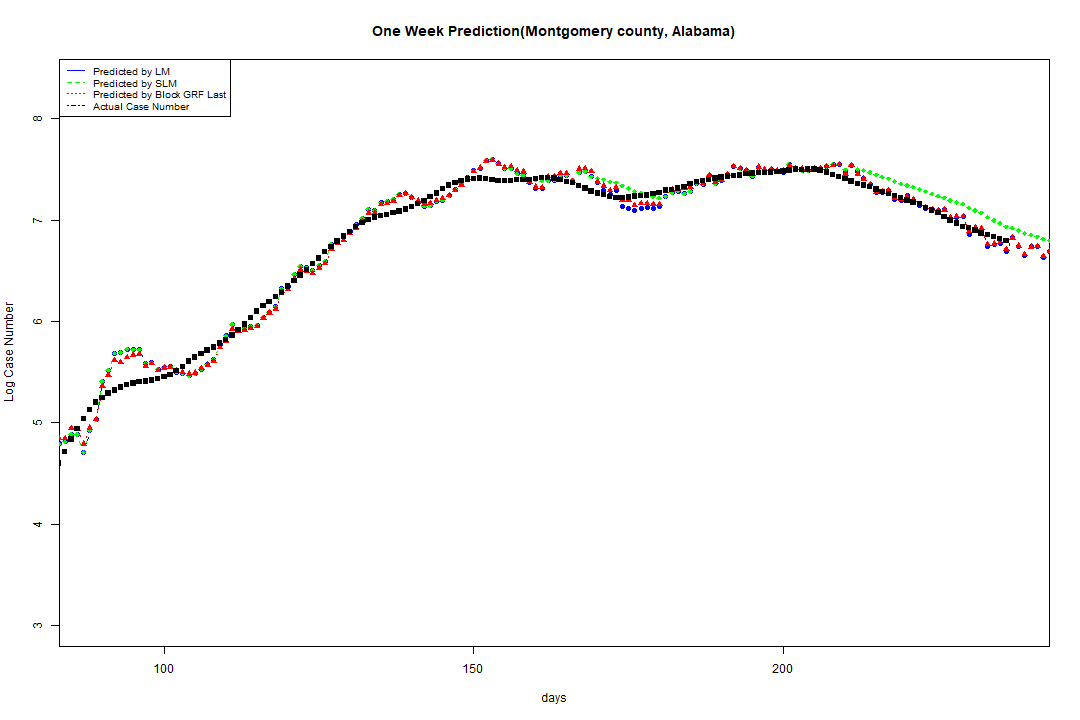 One Week Prediction(Montgomery county, Alabama)
Predicted by LM
Predicted by SLM
Predicted by Block GRF Last
Actual Case Number
8
7
6
5
4
3
Log Case Number
100 150 200
days